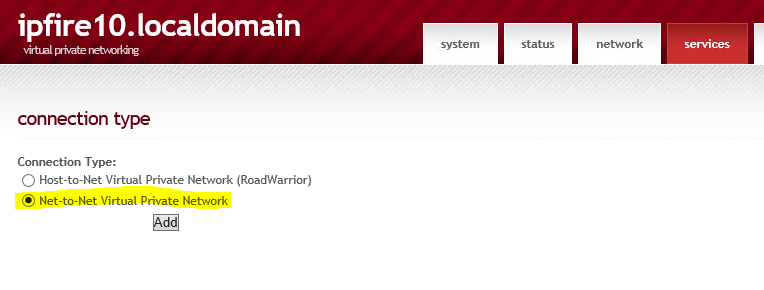 ipfire10.localdomain
virtual private networking
system status network services
connection type
Connection Type:
Host-to-Net Virtual Private Network (RoadWarrior)
Net-to-Net Virtual Private Network
Add